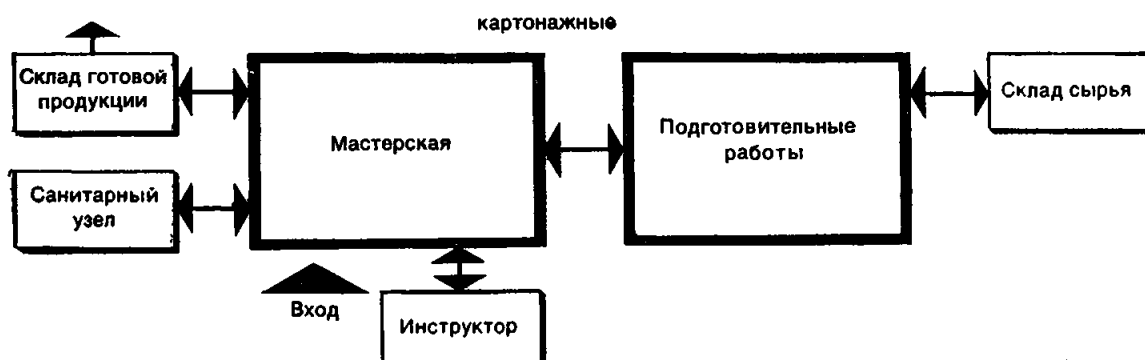 картонажные
Склад готовой
продукции
Мастерская
Подготовительные
работы
Склад сырья
Санитарный
узел
Вход
Инструктор